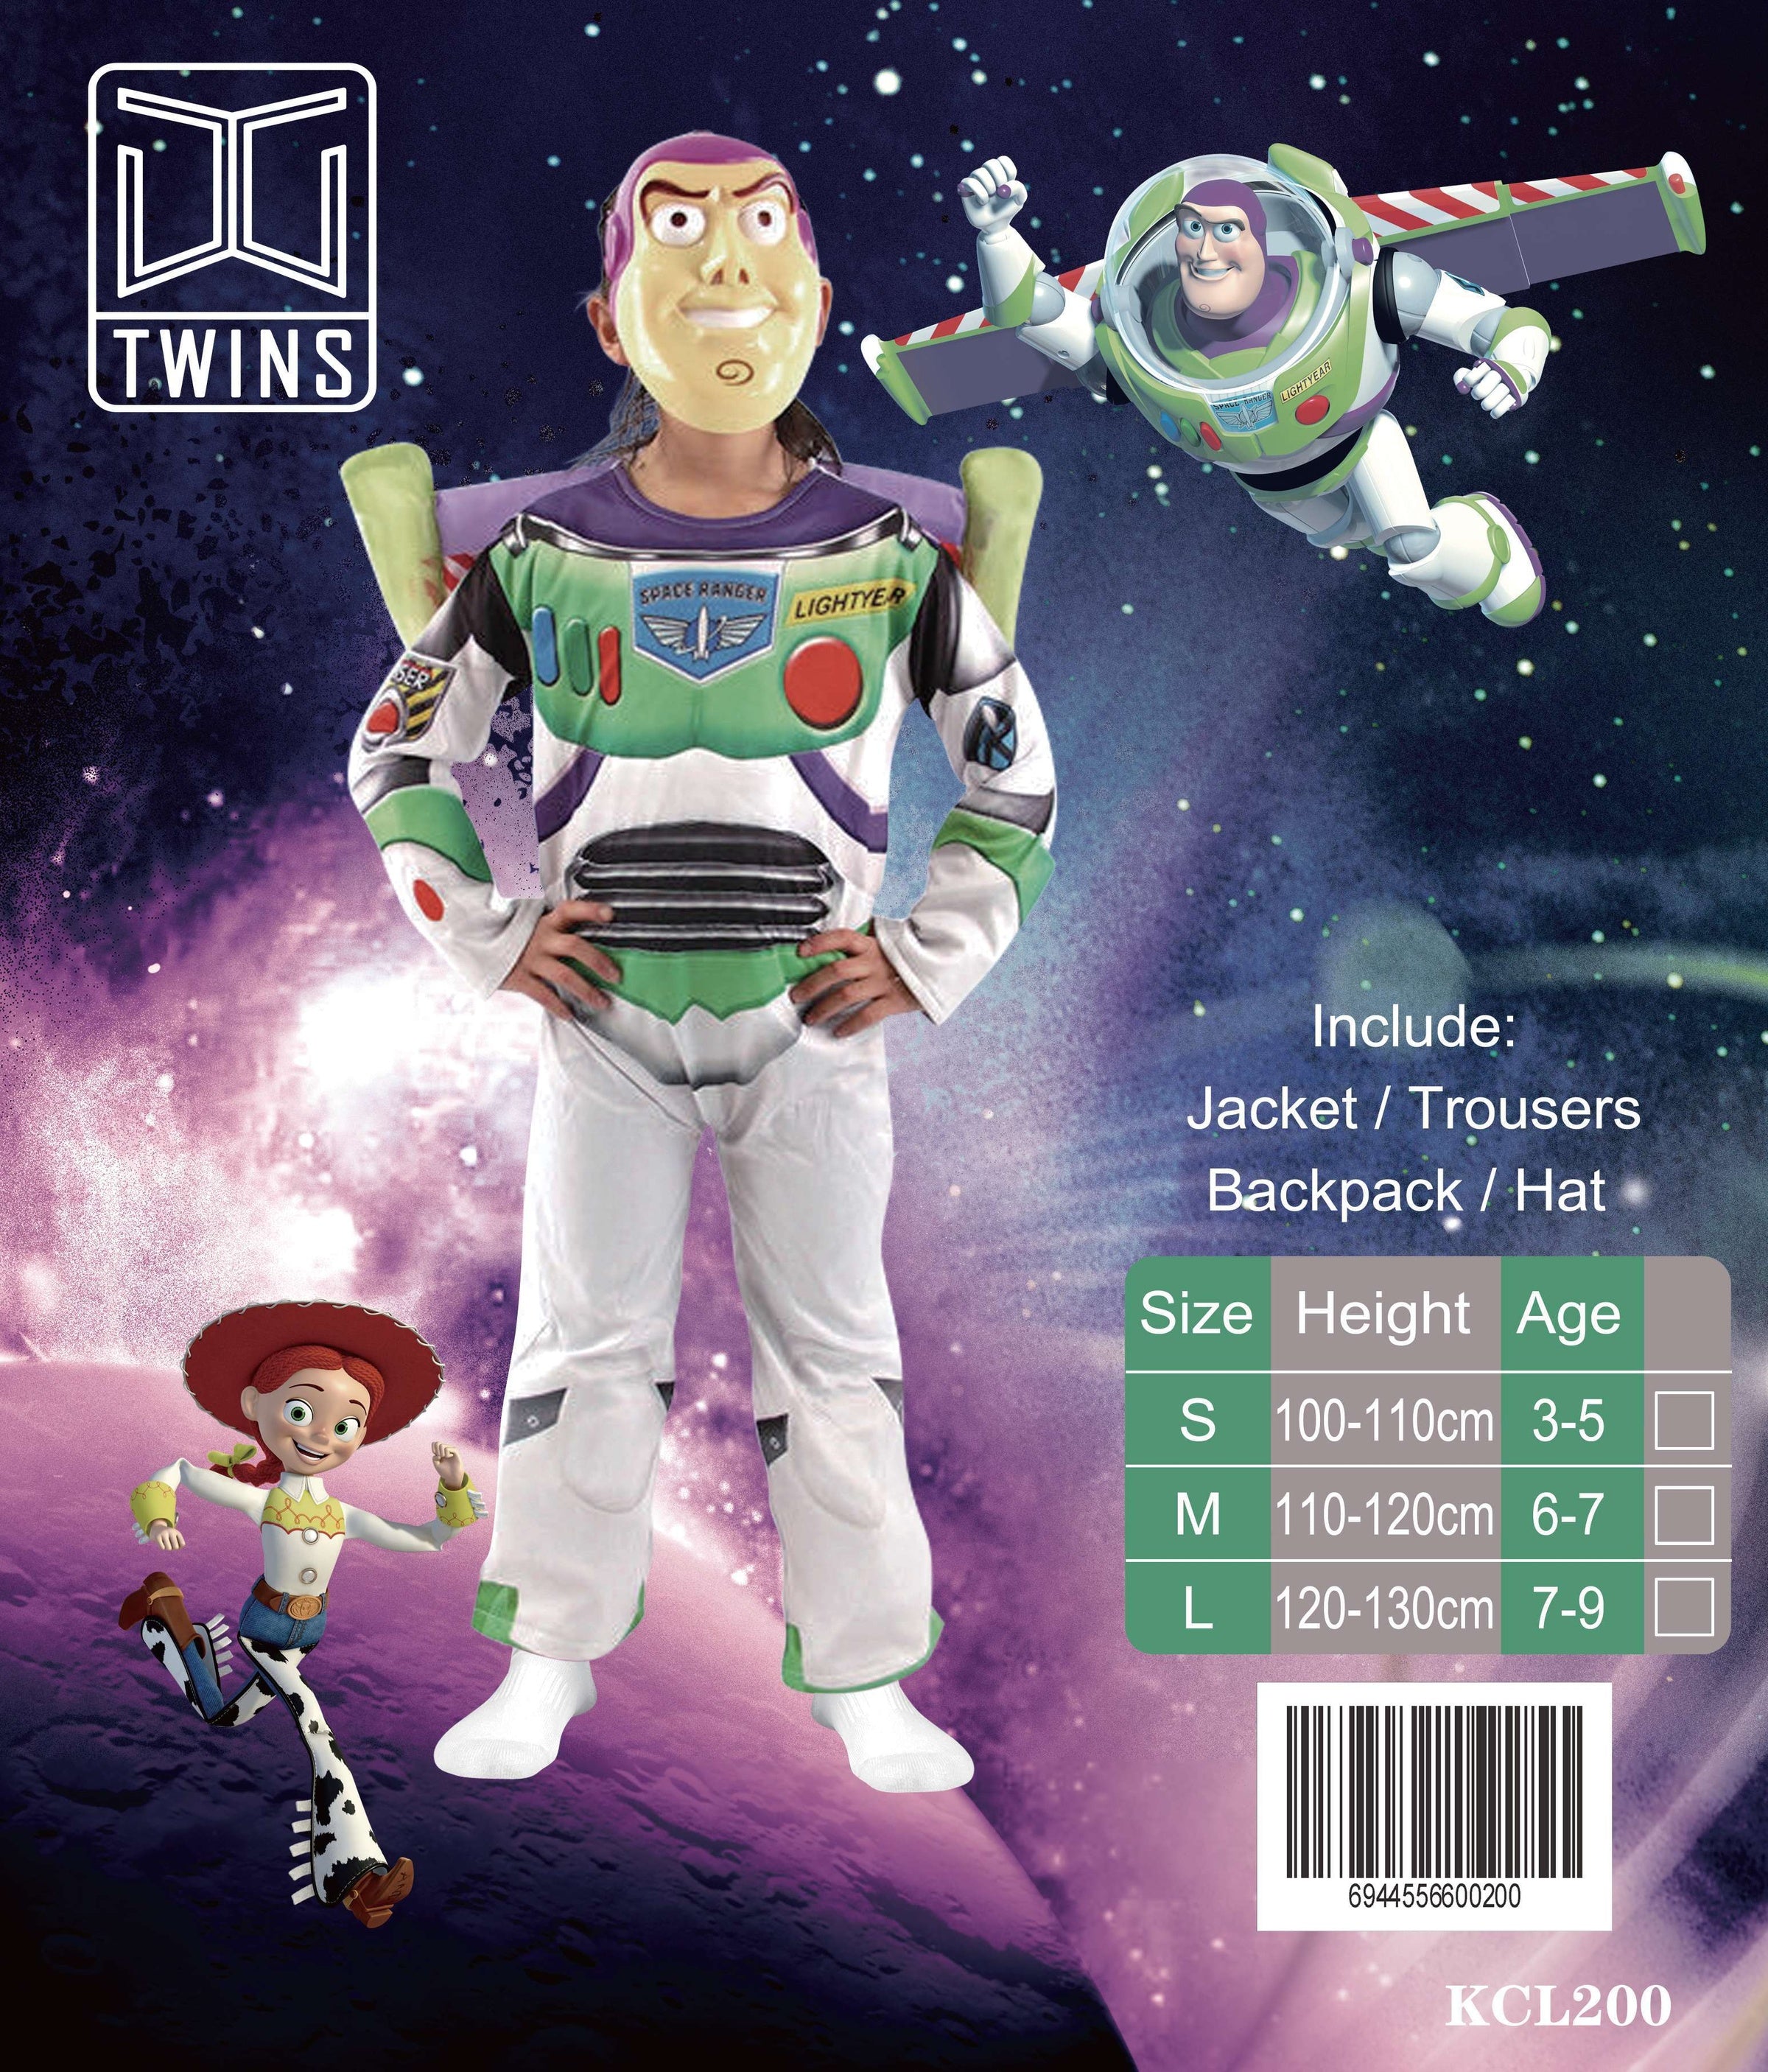 TWINS
SPACE RANGER
LIGHTYEAR
SPACE RANGER
LIGHTYEAR
SER
Include:
Jacket / Trousers
Backpack / Hat
Size Height Age
S 100-110cm 3-5
M 110-120cm 6-7
L 120-130cm 7-9
6944556600200
KCL200